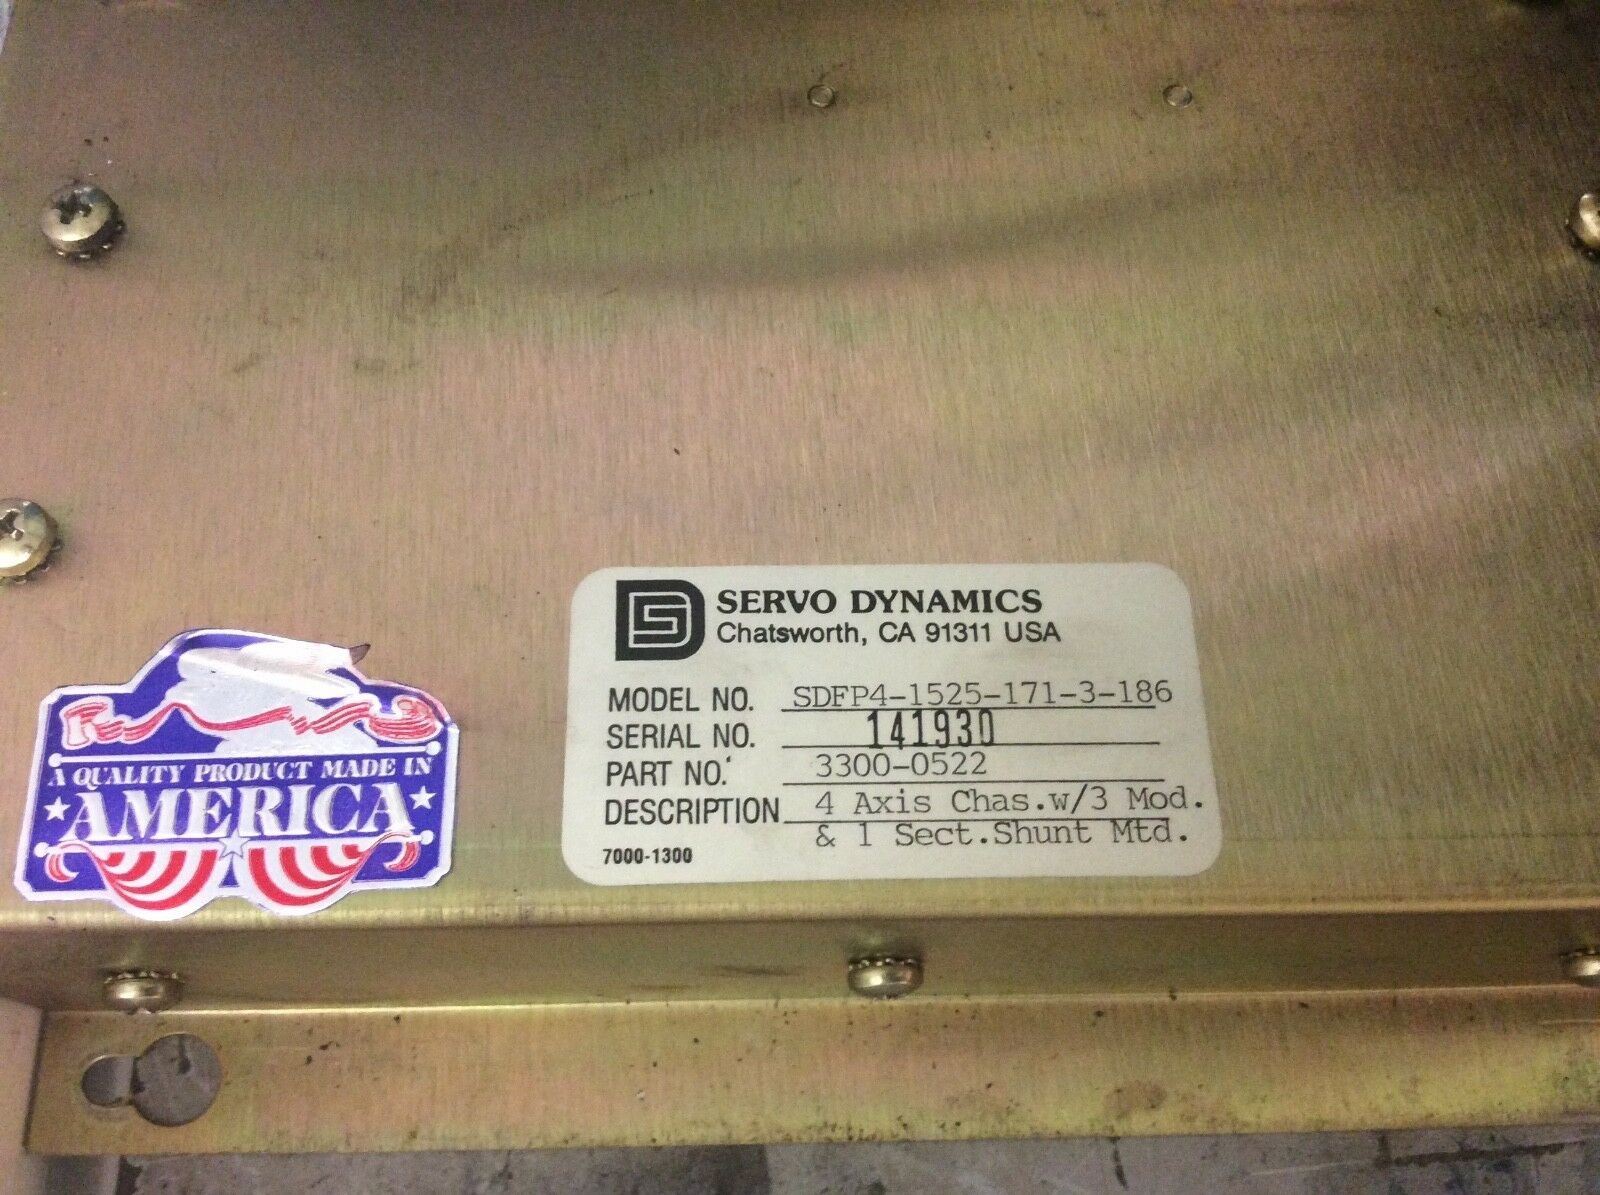 SERVO DYNAMICS
Chatsworth, CA 91311 USA
MODEL NO. SDFP4-1525-171-3-186
SERIAL NO. 141930
PART NO. 3300-0522
DESCRIPTION 4 Axis Chas.w/3 Mod.
& 1 Sect.Shunt Mtd.
7000-1300
A QUALITY PRODUCT MADE IN
AMERICA